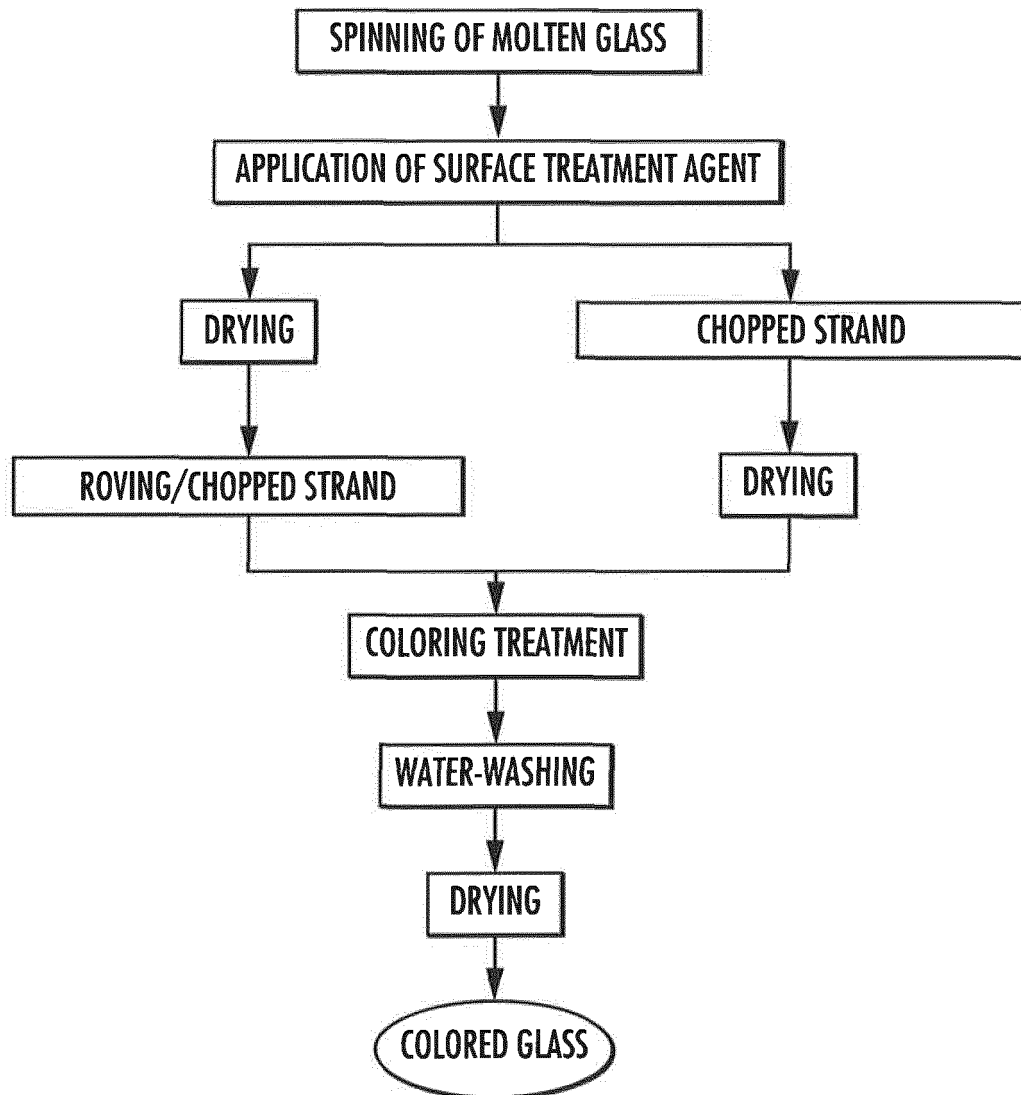 SPINNING OF MOLTEN GLASS
APPLICATION OF SURFACE TREATMENT AGENT
DRYING
CHOPPED STRAND
ROVING/CHOPPED STRAND
DRYING
COLORING TREATMENT
WATER-WASHING
DRYING
COLORED GLASS